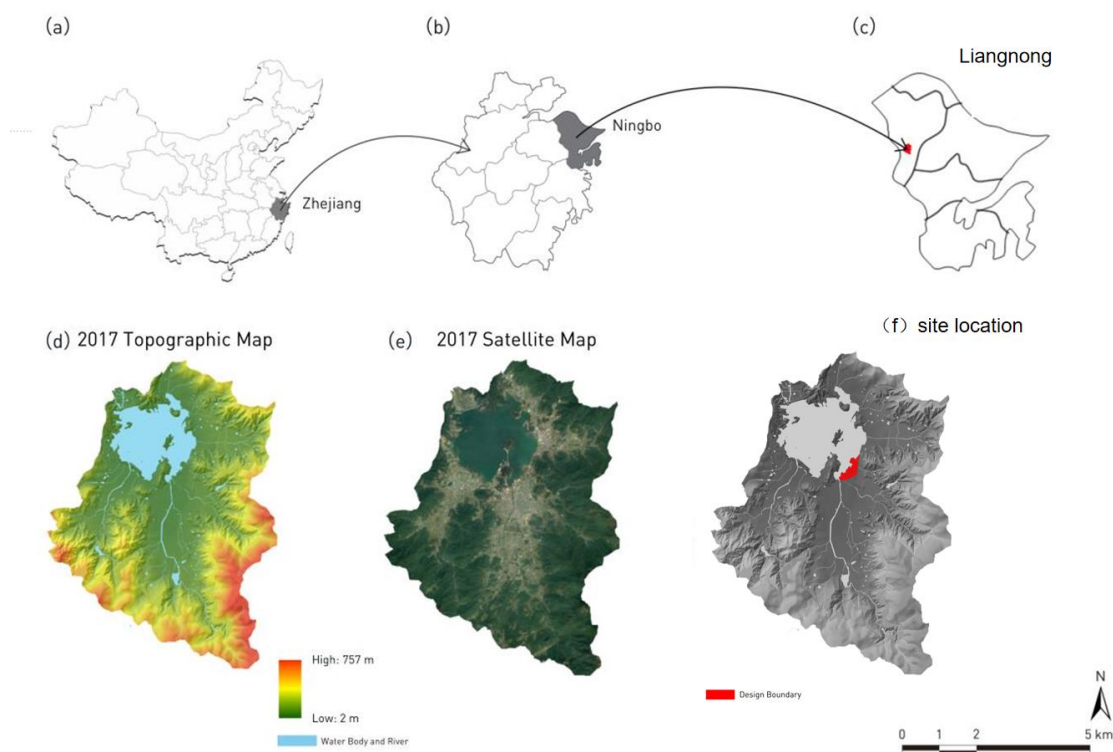 (a)
(b)
(c)
Liangnong
Ningbo
Zhejiang
(d) 2017 Topographic Map
(e) 2017 Satellite Map
（f）site location
High: 757 m
Low: 2 m
Water Body and River
Design Boundary
N
0 1 2 5 km